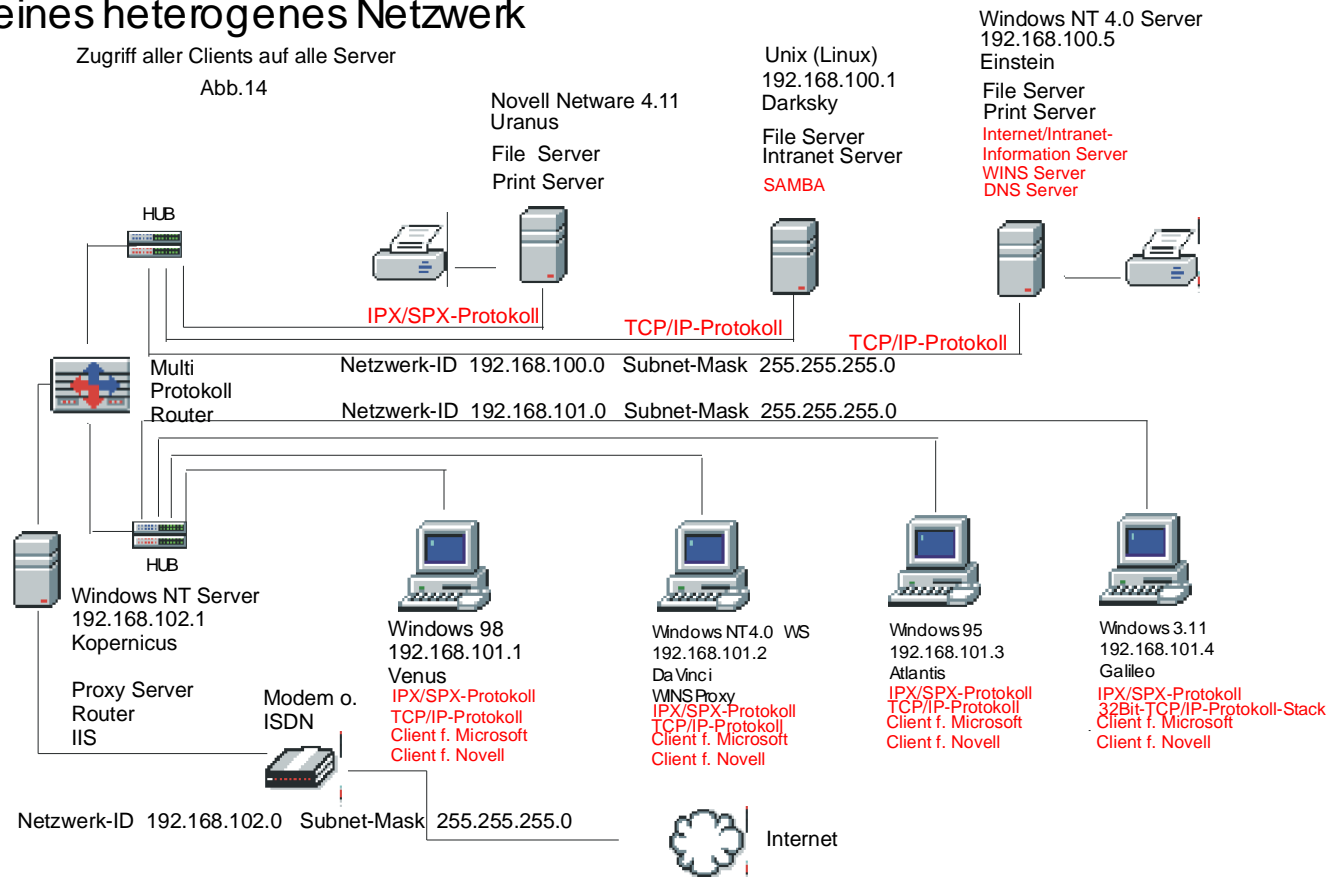 eines heterogenes Netzwerk
Zugriff aller Clients auf alle Server
Abb.14
Novell Netware 4.11
Uranus
File Server
Print Server
Unix (Linux)
192.168.100.1
Darksky
File Server
Intranet Server
SAMBA
Windows NT 4.0 Server
192.168.100.5
Einstein
File Server
Print Server
Internet/Intranet-
Information Server
WINS Server
DNS Server
HUB
IPX/SPX-Protokoll
TCP/IP-Protokoll
TCP/IP-Protokoll
Multi
Protokoll
Router
Netzwerk-ID 192.168.100.0 Subnet-Mask 255.255.255.0
Netzwerk-ID 192.168.101.0 Subnet-Mask 255.255.255.0
HUB
Windows NT Server
192.168.102.1
Kopernicus
Proxy Server
Router
IIS
Modem o.
ISDN
Windows 98
192.168.101.1
Venus
IPX/SPX-Protokoll
TCP/IP-Protokoll
Client f. Microsoft
Client f. Novell
Windows NT4.0 WS
192.168.101.2
DaVinci
WINS Proxy
IPX/SPX-Protokoll
TCP/IP-Protokoll
Client f. Microsoft
Client f. Novell
Windows 95
192.168.101.3
Atlantis
IPX/SPX-Protokoll
TCP/IP-Protokoll
Client f. Microsoft
Client f. Novell
Windows 3.11
192.168.101.4
Galileo
IPX/SPX-Protokoll
32Bit-TCP/IP-Protokoll-Stack
Client f. Microsoft
Client f. Novell
Netzwerk-ID 192.168.102.0 Subnet-Mask 255.255.255.0
Internet